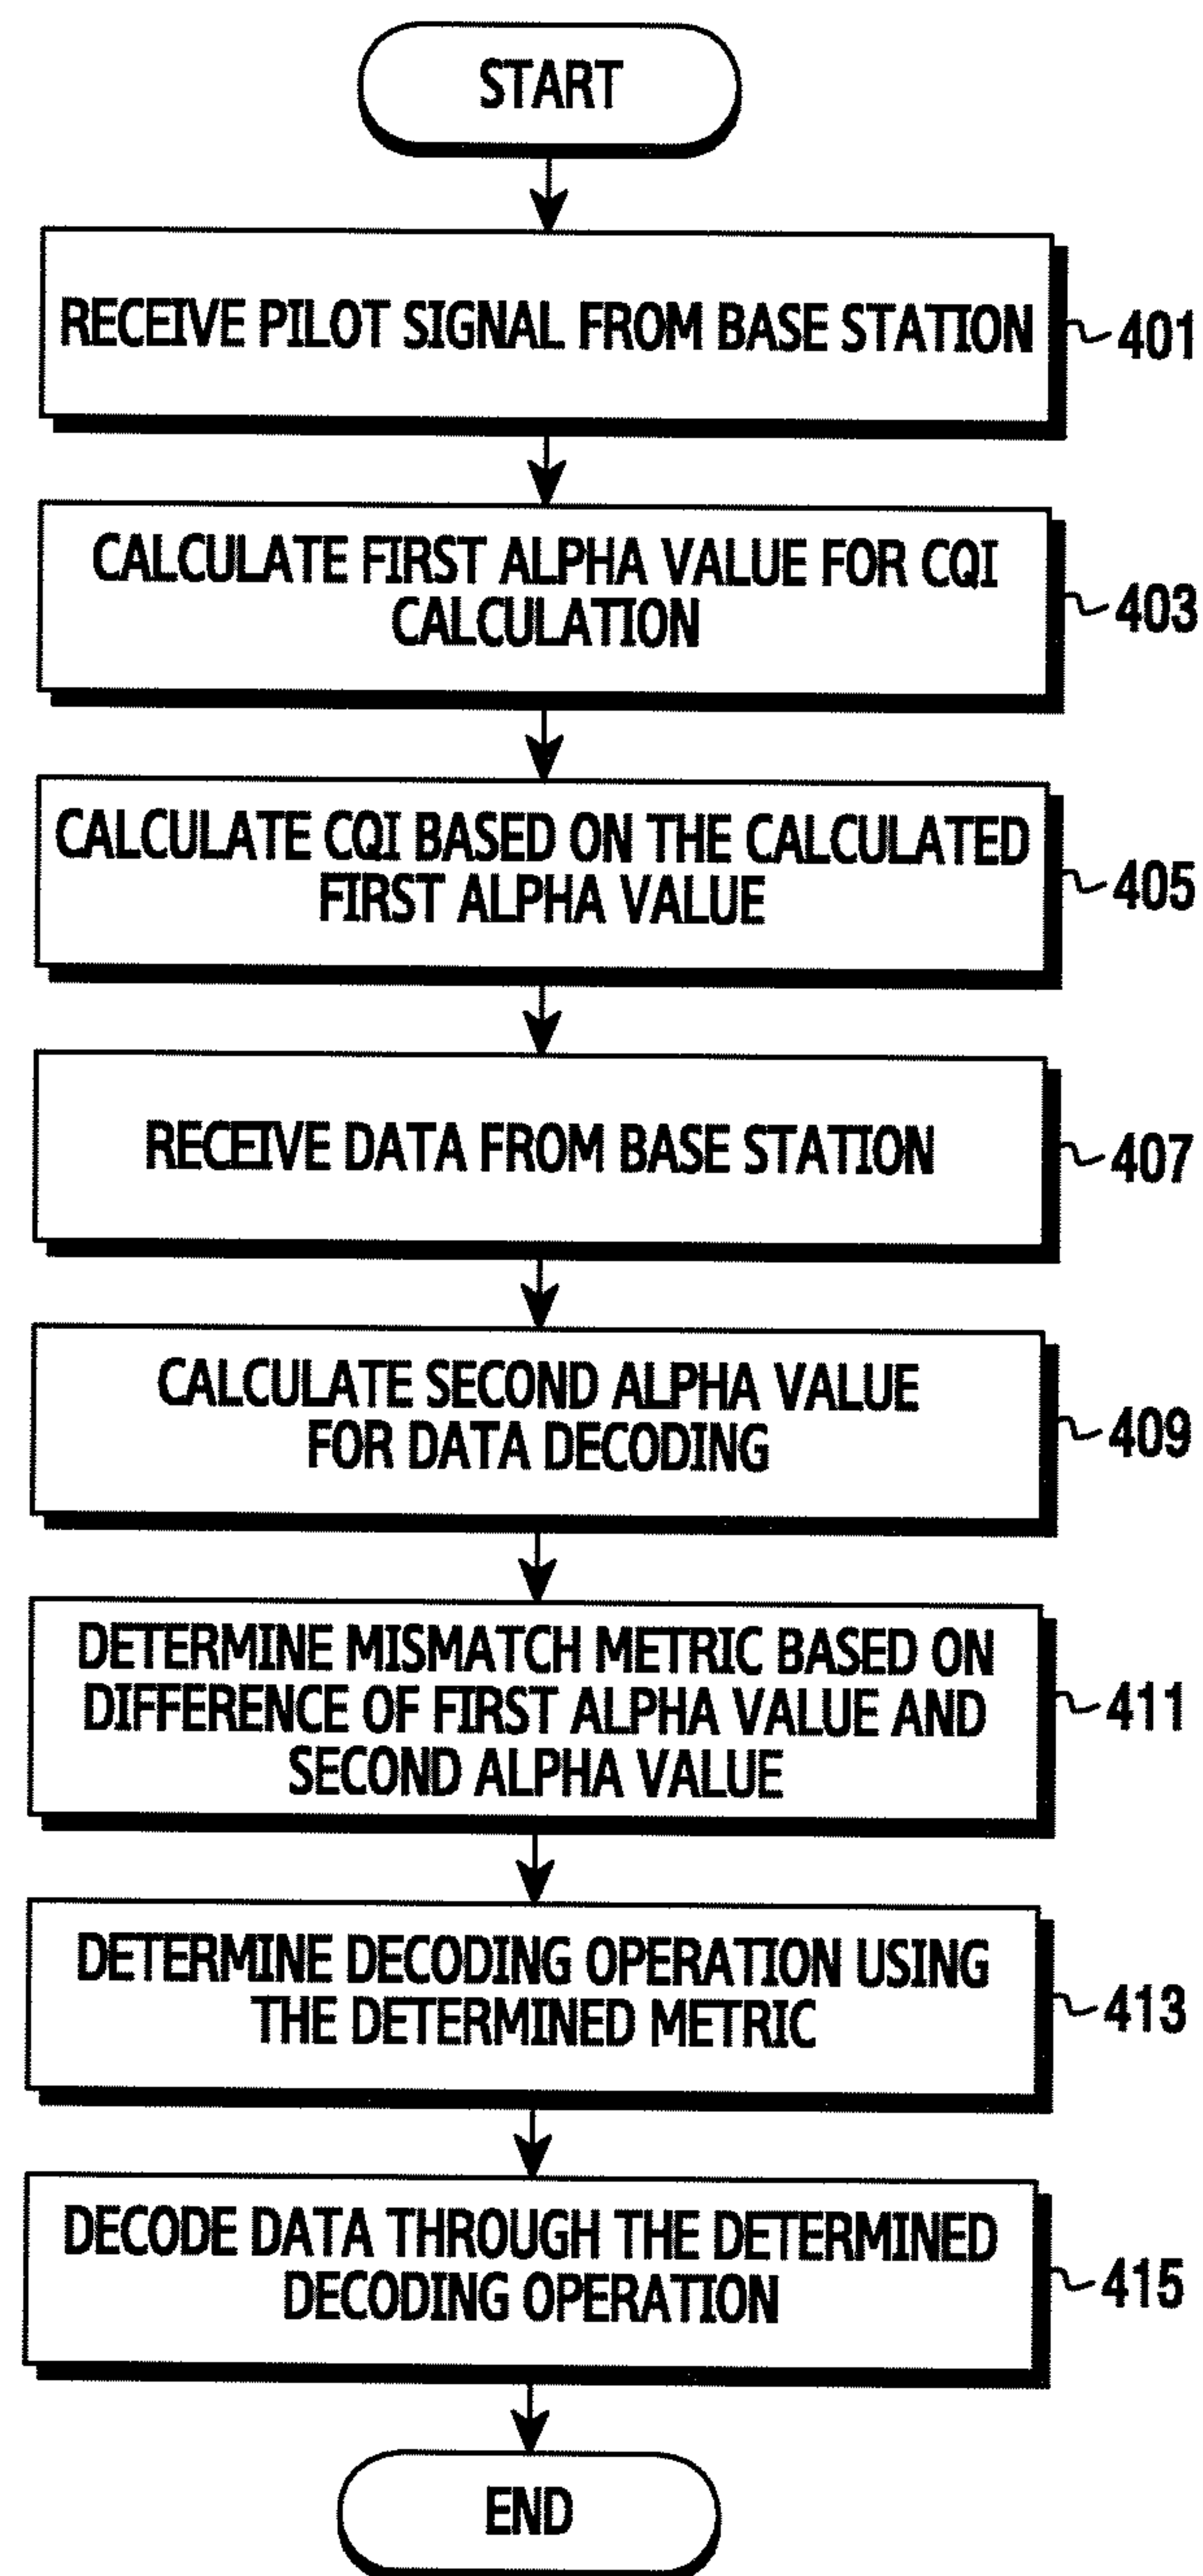 START
RECEIVE PILOT SIGNAL FROM BASE STATION
401
CALCULATE FIRST ALPHA VALUE FOR CQI
CALCULATION
403
CALCULATE CQI BASED ON THE CALCULATED
FIRST ALPHA VALUE
405
RECEIVE DATA FROM BASE STATION
407
CALCULATE SECOND ALPHA VALUE
FOR DATA DECODING
409
DETERMINE MISMATCH METRIC BASED ON
DIFFERENCE OF FIRST ALPHA VALUE AND
SECOND ALPHA VALUE
411
DETERMINE DECODING OPERATION USING
THE DETERMINED METRIC
413
DECODE DATA THROUGH THE DETERMINED
DECODING OPERATION
415
END